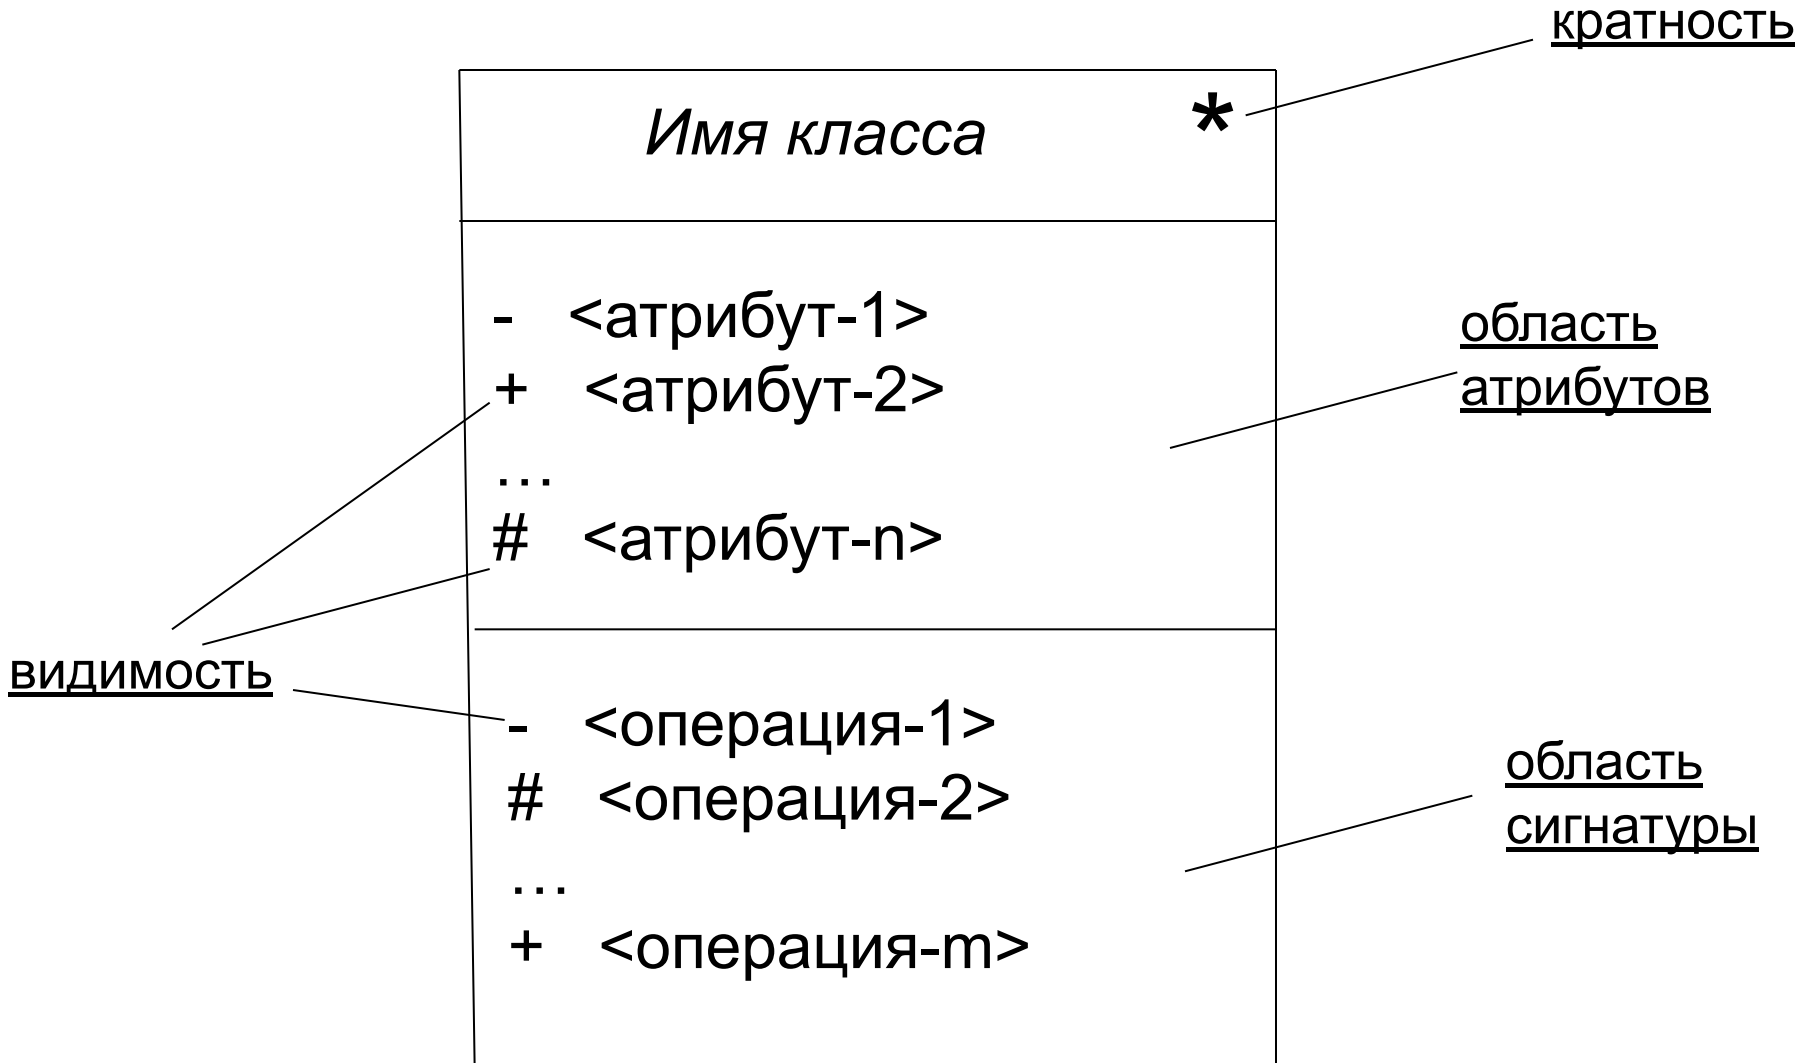 кратность
Имя класса *
- <атрибут-1>
+ <атрибут-2>
…
# <атрибут-n>
область
атрибутов
видимость
- <операция-1>
# <операция-2>
…
+ <операция-m>
область
сигнатуры